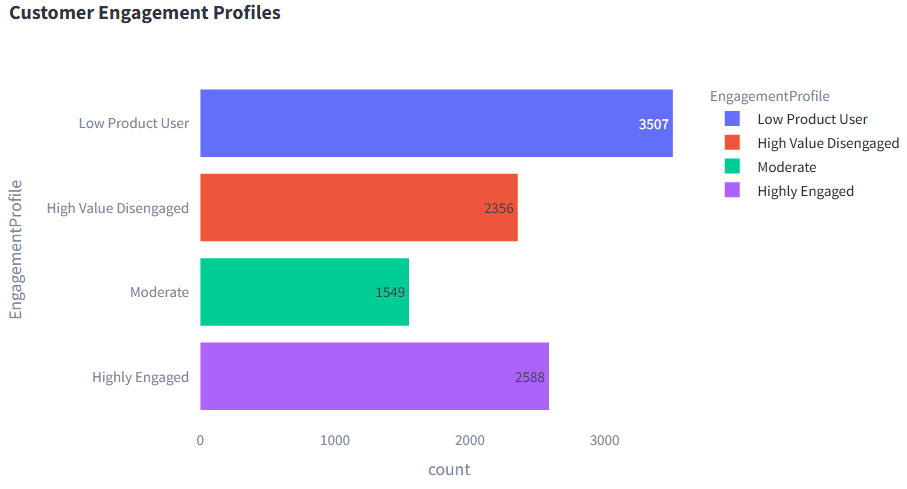 Customer Engagement Profiles
EngagementProfile
Low Product User
High Value Disengaged
Moderate
Highly Engaged
3507
2356
1549
2588
0 1000 2000 3000
count
EngagementProfile
Low Product User
High Value Disengaged
Moderate
Highly Engaged